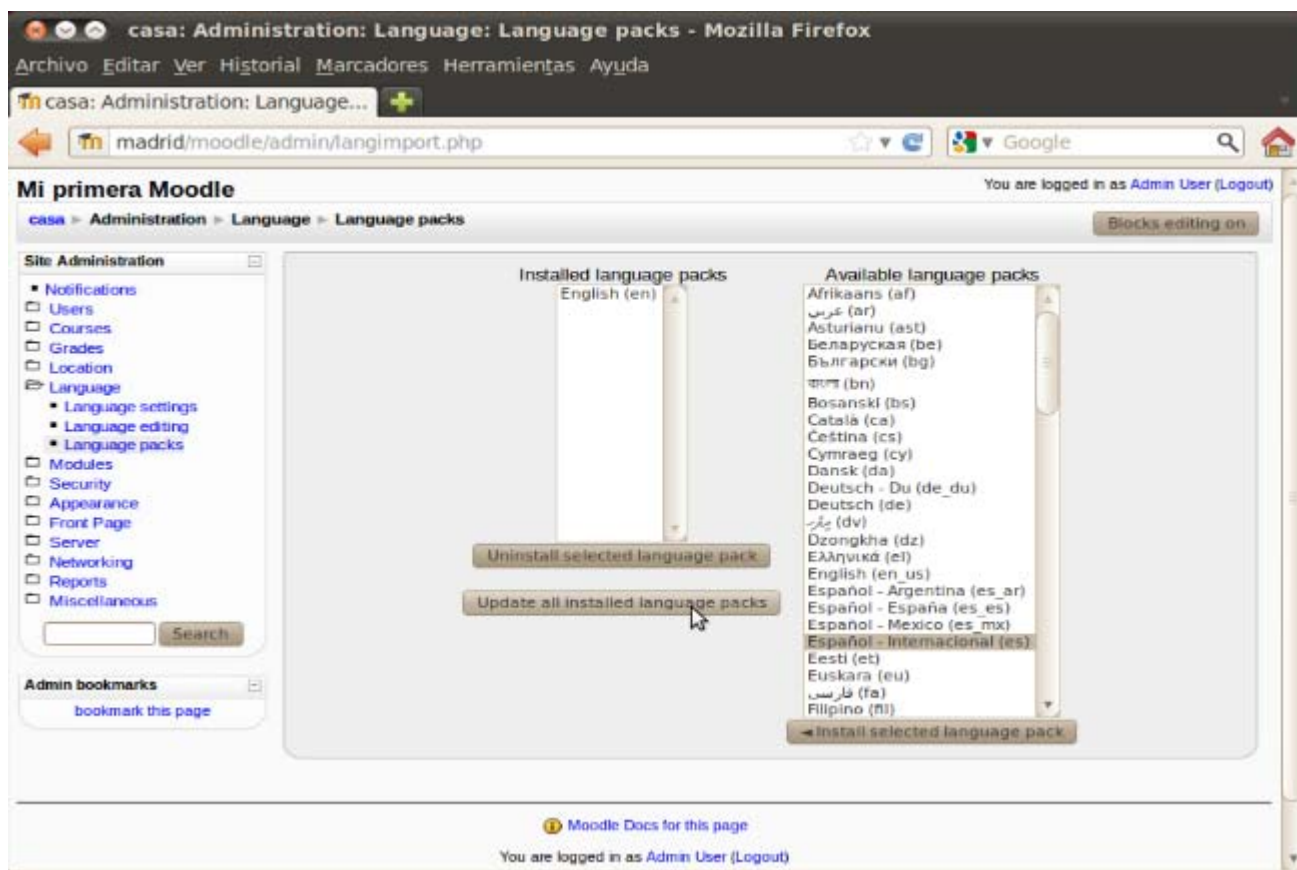 casa: Administration: Language: Language packs - Mozilla Firefox
Archivo Editar Ver Historial Marcadores Herramientas Ayuda
casa: Administration: Language...
madrid/moodle/admin/langimport.php
Google
Mi primera Moodle
You are logged in as Admin User (Logout)
casa ► Administration ► Language ► Language packs
Blocks editing on
Site Administration
Notifications
Users
Courses
Grades
Location
Language
Language settings
Language editing
Language packs
Modules
Security
Appearance
Front Page
Server
Networking
Reports
Miscellaneous
Search
Admin bookmarks
bookmark this page
Installed language packs
English (en)
Uninstall selected language pack
Update all installed language packs
Available language packs
Afrikaans (af)
عربي (ar)
Asturianu (ast)
Беларуская (be)
Български (bg)
বাংলা (bn)
Bosanski (bs)
Català (ca)
Čeština (cs)
Cymraeg (cy)
Dansk (da)
Deutsch - Du (de_du)
Deutsch (de)
(dv)
Dzongkha (dz)
Ελληνικά (el)
English (en_us)
Español - Argentina (es_ar)
Español - España (es_es)
Español - Mexico (es_mx)
Español - Internacional (es)
Eesti (et)
Euskara (eu)
فارسی (fa)
Filipino (fil)
◄ Install selected language pack
Moodle Docs for this page
You are logged in as Admin User (Logout)